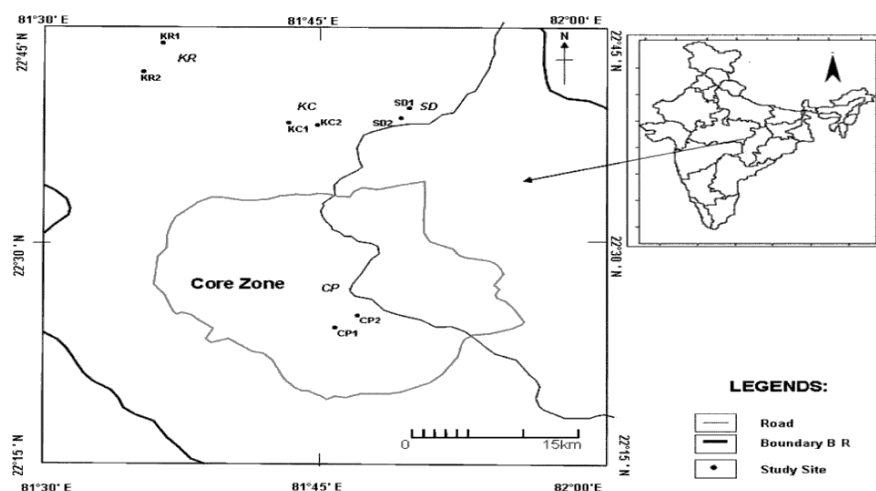 81°30' E
81°45' E
82°00' E
22°45' N
22°45' N
KR1
KR
KR2
N
KC
SD1
SD
KC1
KC2
SD2
22°30' N
22°30' N
Core Zone
CP
CP2
CP1
LEGENDS:
Road
0
15km
Boundary B R
22°15' N
22°15' N
Study Site
81°30' E
81°45' E
82°00' E